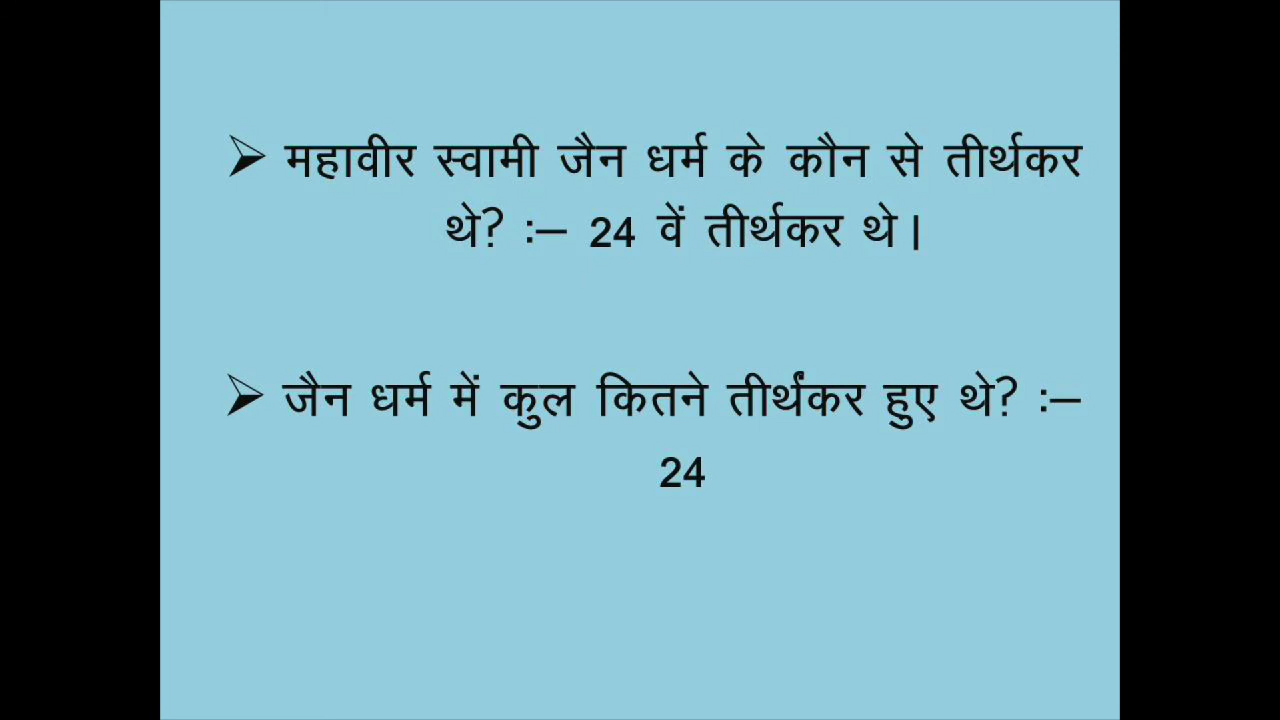 ➢ महावीर स्वामी जैन धर्म के कौन से तीर्थकर
थे? :– 24 वें तीर्थकर थे।
➢ जैन धर्म में कुल कितने तीर्थंकर हुए थे? :–
24